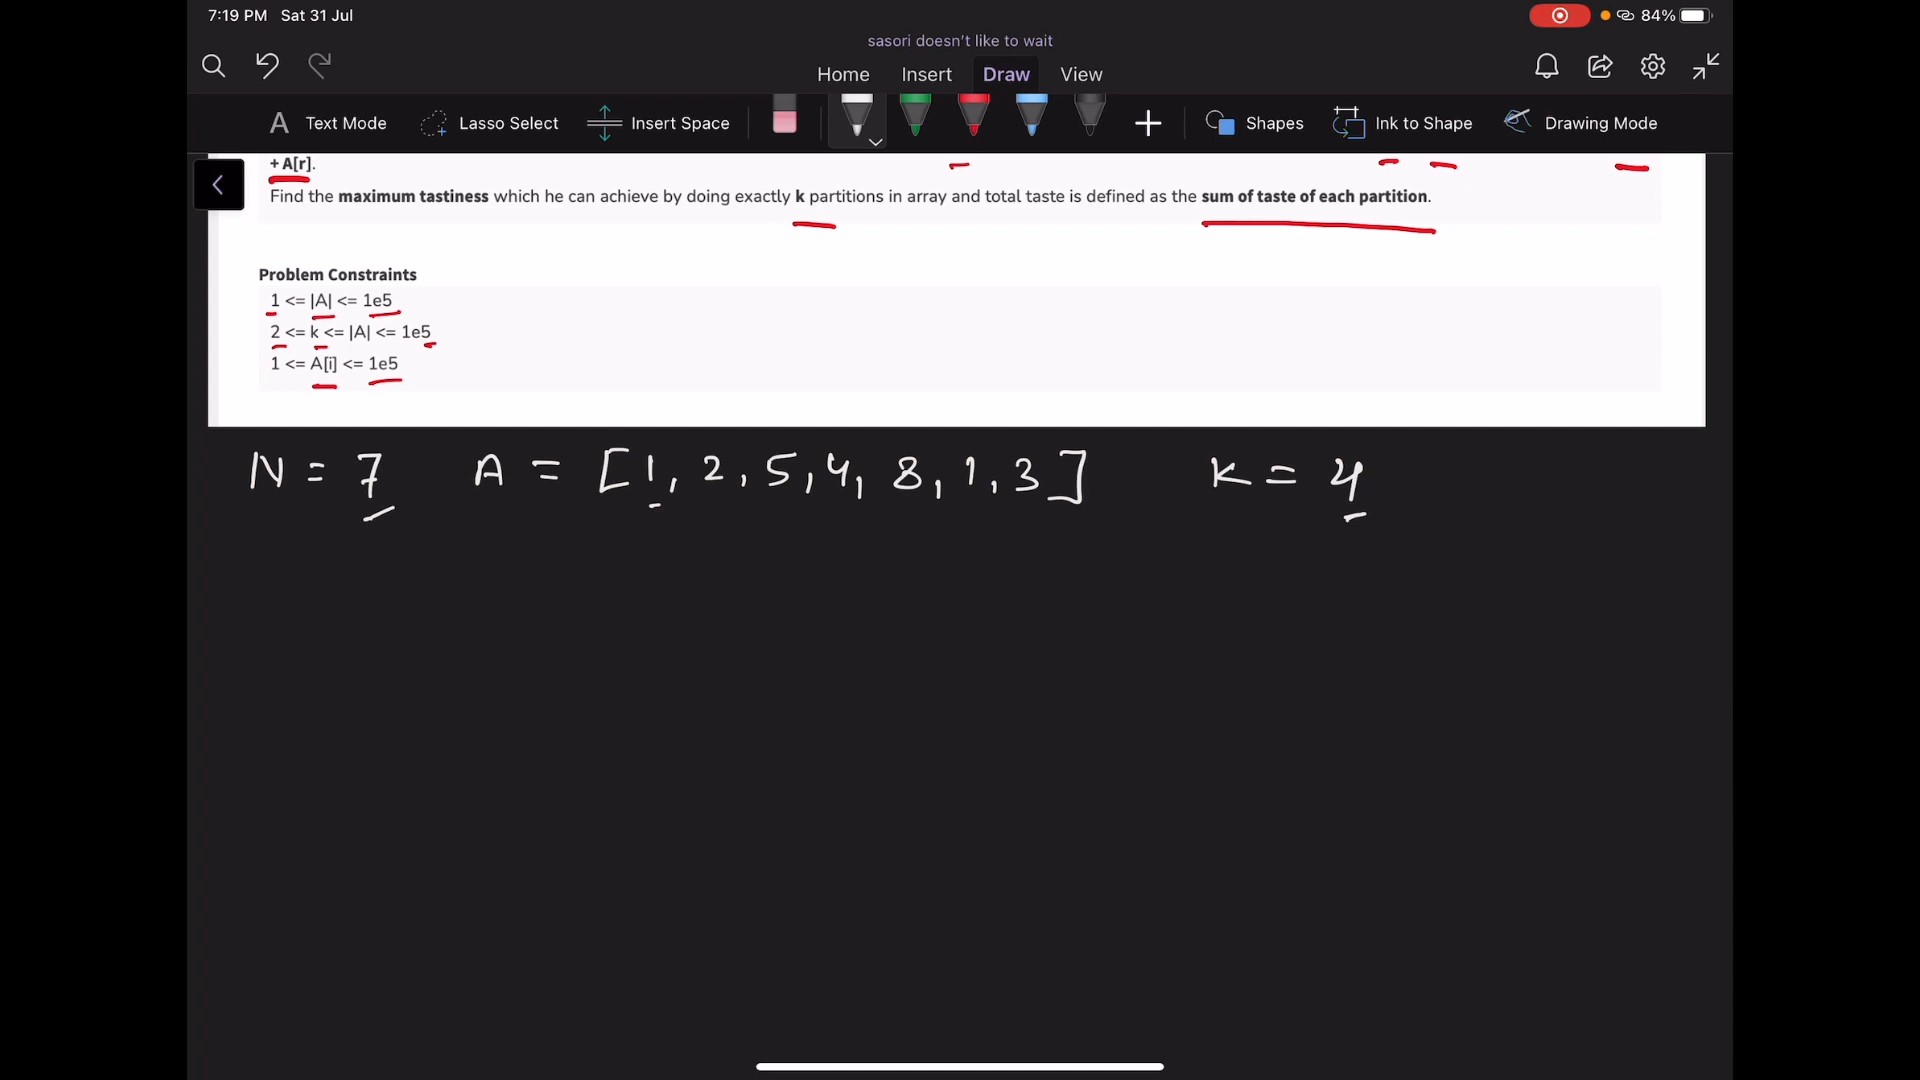 7:19 PM Sat 31 Jul
84%
sasori doesn't like to wait
Home Insert Draw View
Text Mode Lasso Select Insert Space Shapes Ink to Shape Drawing Mode
+ A[r].
Find the maximum tastiness which he can achieve by doing exactly k partitions in array and total taste is defined as the sum of taste of each partition.
Problem Constraints
1 <= |A| <= 1e5
2 <= k <= |A| <= 1e5
1 <= A[i] <= 1e5
N = 7 A = [1, 2, 5, 4, 8, 1, 3] K = 4